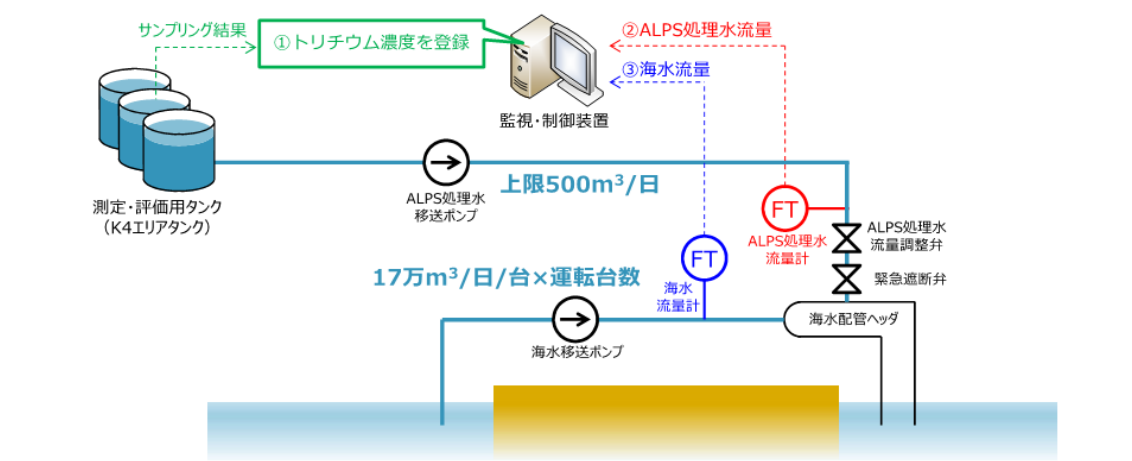 サンプリング結果
①トリチウム濃度を登録
②ALPS処理水流量
③海水流量
監視・制御装置
測定・評価用タンク
（K4エリアタンク）
ALPS処理水
移送ポンプ
上限500m³/日
FT
ALPS処理水
流量計
ALPS処理水
流量調整弁
緊急遮断弁
FT
海水
流量計
17万m³/日/台×運転台数
海水移送ポンプ
海水配管ヘッダ